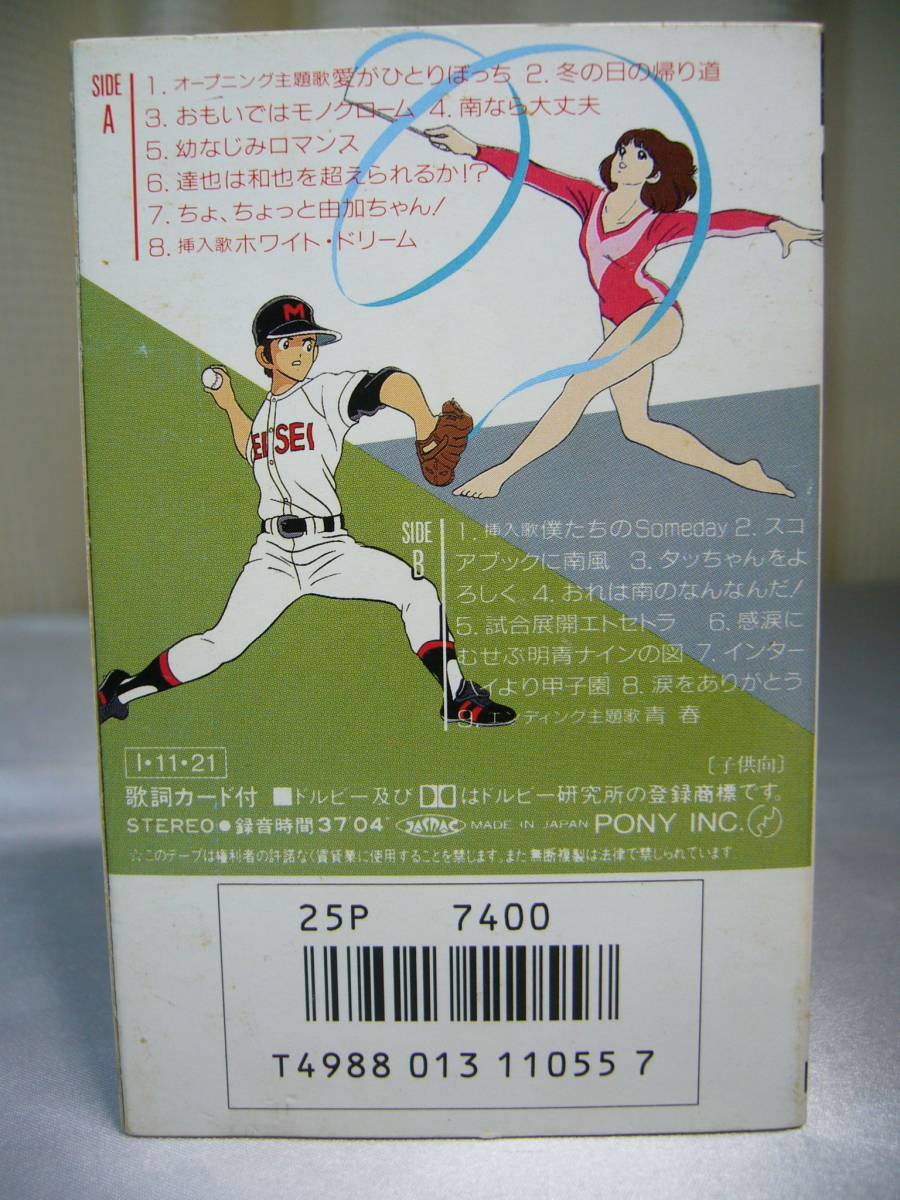 SIDE A
1. オープニング主題歌 愛がひとりぼっち 2. 冬の日の帰り道
3. おもいではモノクローム 4. 南なら大丈夫
5. 幼なじみロマンス
6. 達也は和也を超えられるか!?
7. ちょ、ちょっと由加ちゃん!
8. 挿入歌 ホワイト・ドリーム
M
EISEI
SIDE B
1. 挿入歌 僕たちのSomeday 2. スコ
アブックに南風 3. タッちゃんをよ
ろしく 4. おれは南のなんなんだ!
5. 試合展開エトセトラ 6. 感涙に
むせぶ明青ナインの図 7. インター
ハイより甲子園 8. 涙をありがとう
9. エンディング主題歌 青春
I・11・21
〔子供向〕
歌詞カード付 ■ドルビー及び はドルビー研究所の登録商標です。
STEREO● 録音時間37'04" JASRAC MADE IN JAPAN PONY INC.
☆このテープは権利者の許諾なく賃貸業に使用することを禁じます。また無断複製は法律で禁じられています。
25P 7400
T4988 013 11055 7